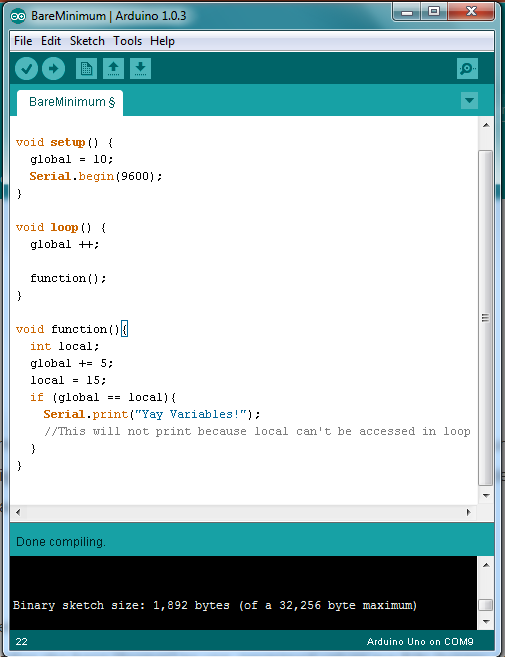 BareMinimum | Arduino 1.0.3
File Edit Sketch Tools Help
BareMinimum §
void setup() {
global = 10;
Serial.begin(9600);
}
void loop() {
global ++;
function();
}
void function(){
int local;
global += 5;
local = 15;
if (global == local){
Serial.print("Yay Variables!");
//This will not print because local can't be accessed in loop
}
}
Done compiling.
Binary sketch size: 1,892 bytes (of a 32,256 byte maximum)
22
Arduino Uno on COM9